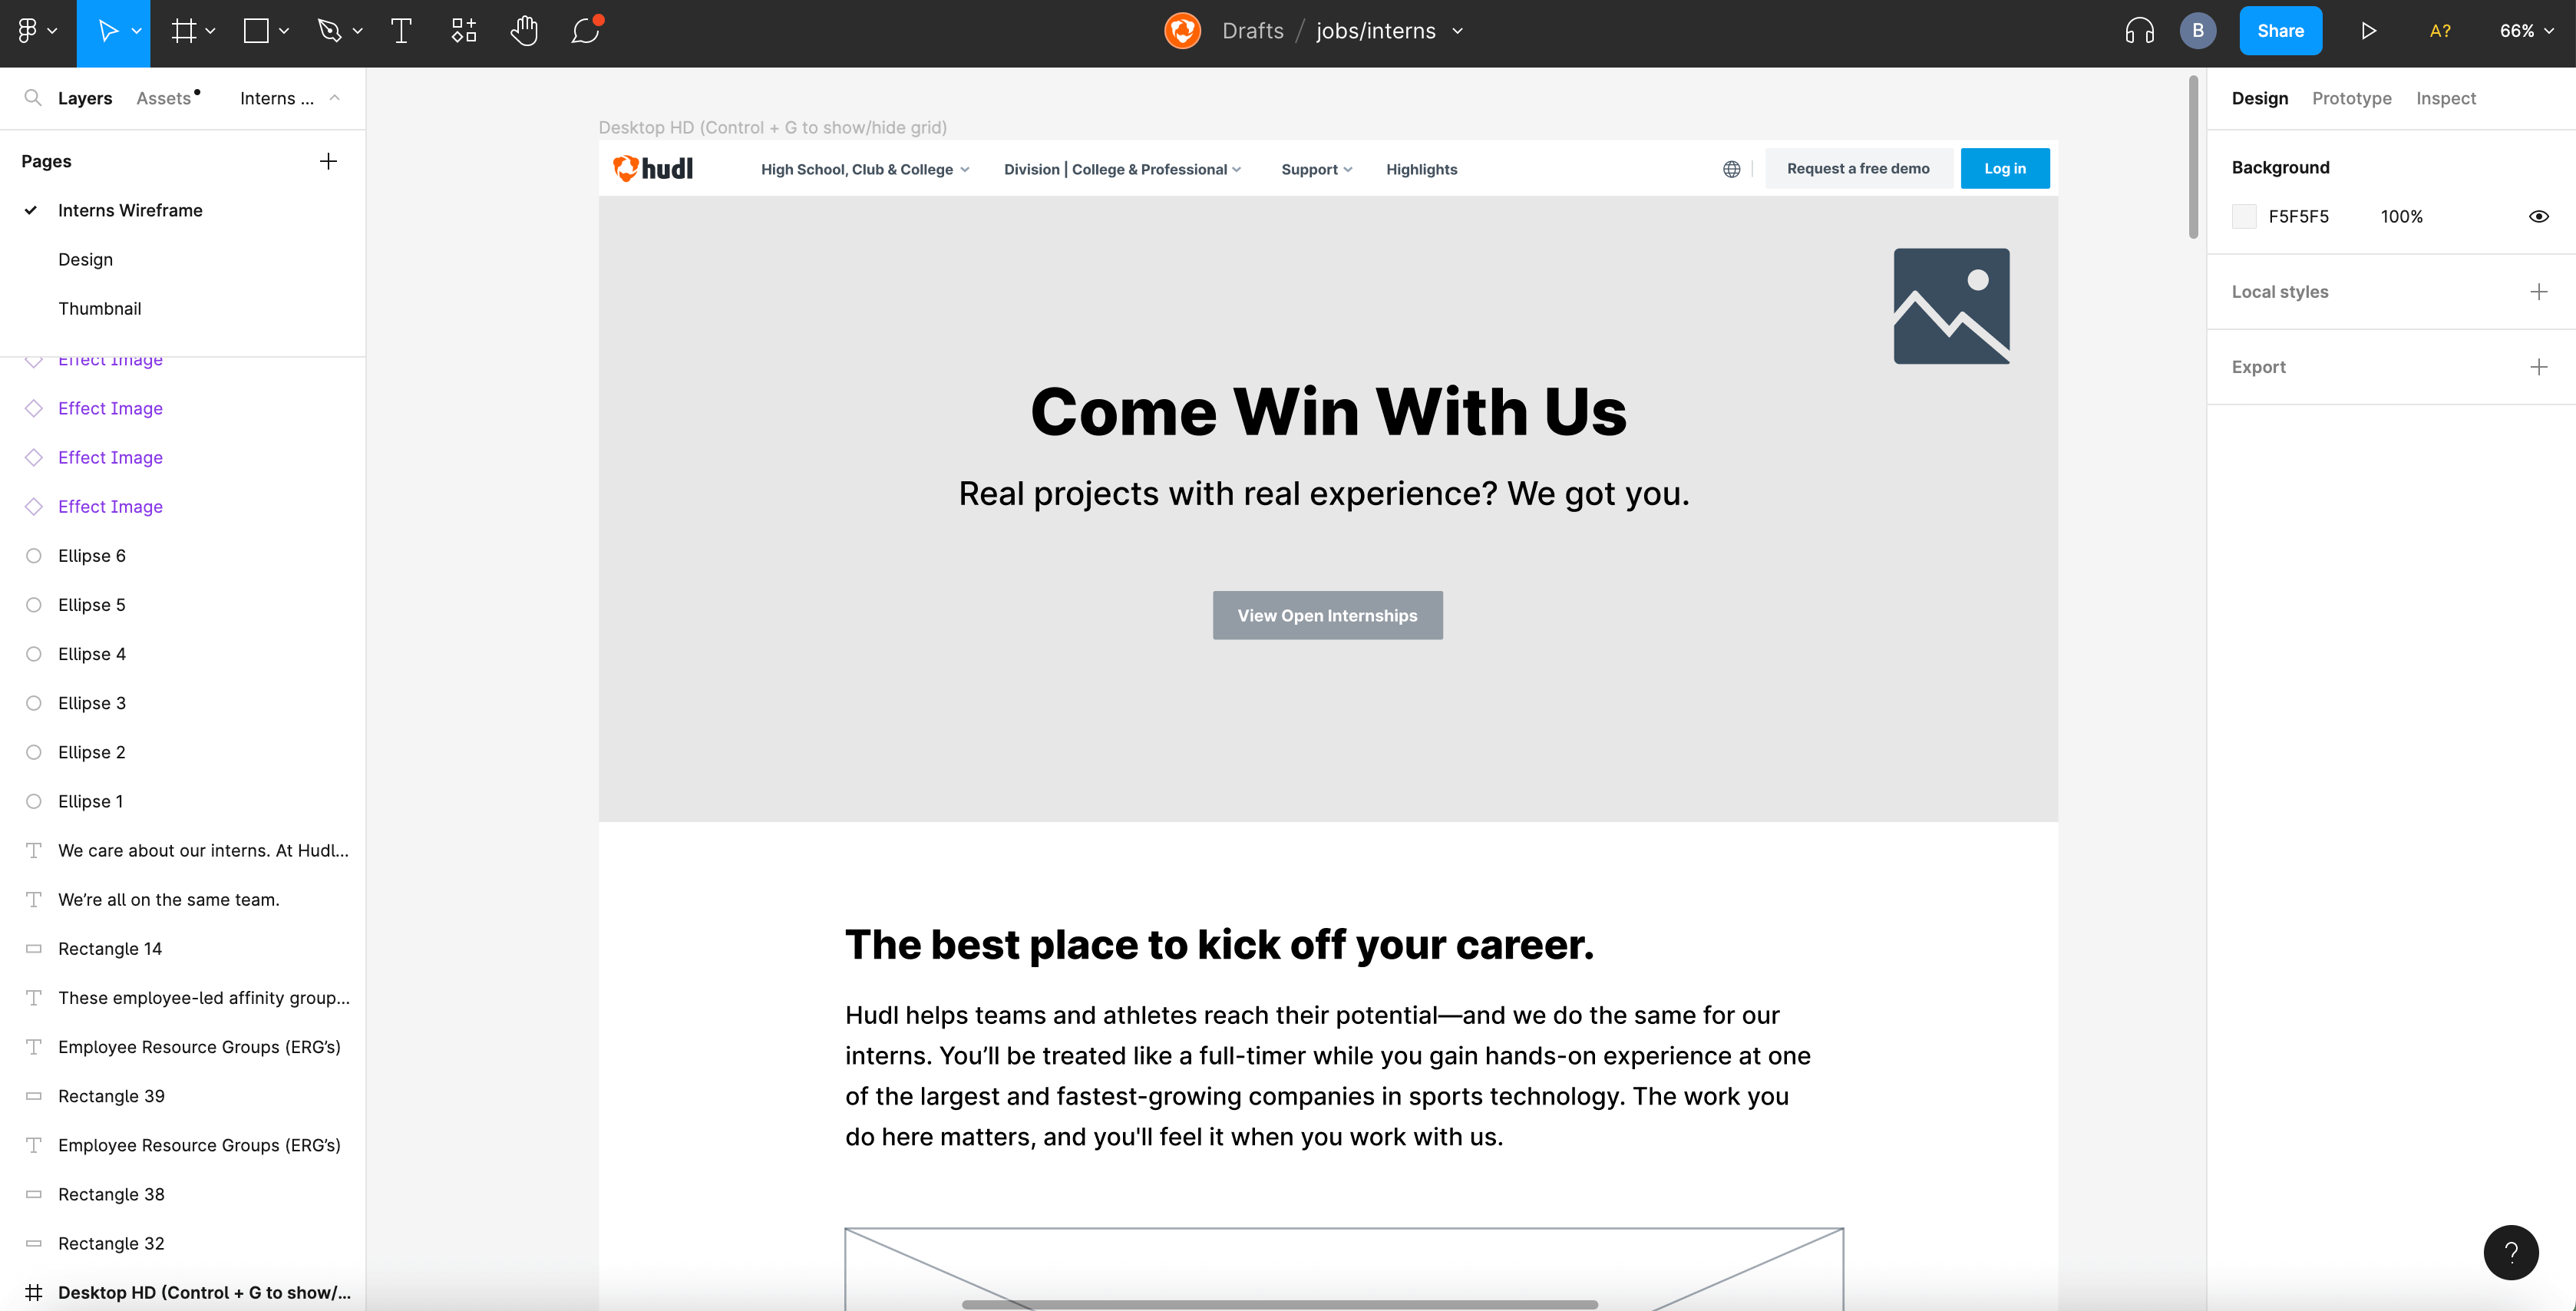 Drafts / jobs/interns
B
Share
A?
66%
Layers
Assets
Interns ...
Pages
Interns Wireframe
Design
Thumbnail
Effect Image
Effect Image
Effect Image
Effect Image
Ellipse 6
Ellipse 5
Ellipse 4
Ellipse 3
Ellipse 2
Ellipse 1
We care about our interns. At Hudl...
We’re all on the same team.
Rectangle 14
These employee-led affinity group...
Employee Resource Groups (ERG’s)
Rectangle 39
Employee Resource Groups (ERG’s)
Rectangle 38
Rectangle 32
Desktop HD (Control + G to show/...
Desktop HD (Control + G to show/hide grid)
hudl
High School, Club & College
Division | College & Professional
Support
Highlights
Request a free demo
Log in
Come Win With Us
Real projects with real experience? We got you.
View Open Internships
The best place to kick off your career.
Hudl helps teams and athletes reach their potential—and we do the same for our
interns. You’ll be treated like a full-timer while you gain hands-on experience at one
of the largest and fastest-growing companies in sports technology. The work you
do here matters, and you'll feel it when you work with us.
Design
Prototype
Inspect
Background
F5F5F5
100%
Local styles
Export
?